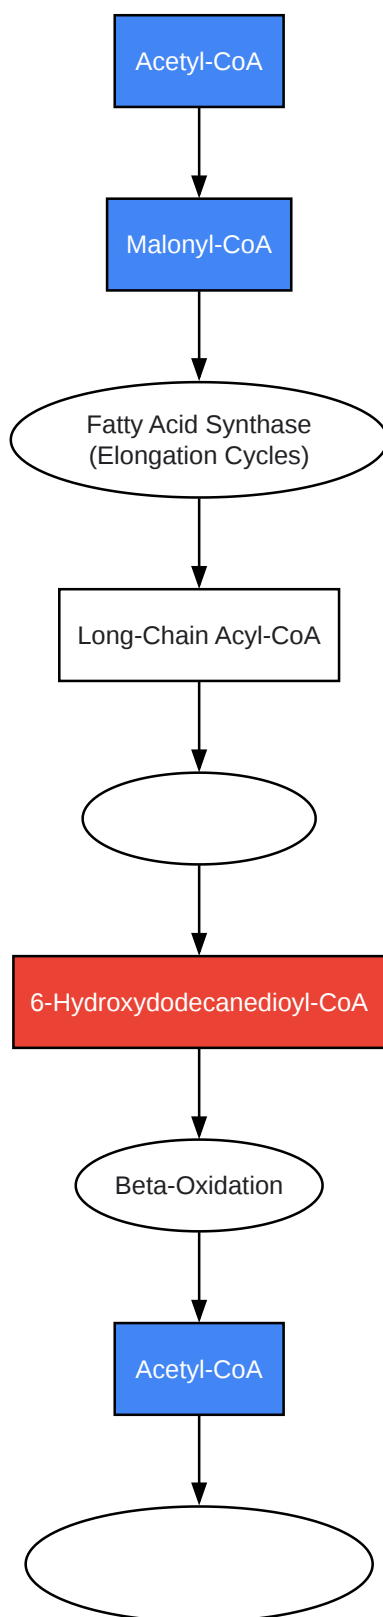 Acetyl-CoA
Malonyl-CoA
Fatty Acid Synthase
(Elongation Cycles)
Long-Chain Acyl-CoA
6-Hydroxydodecanedioyl-CoA
Beta-Oxidation
Acetyl-CoA